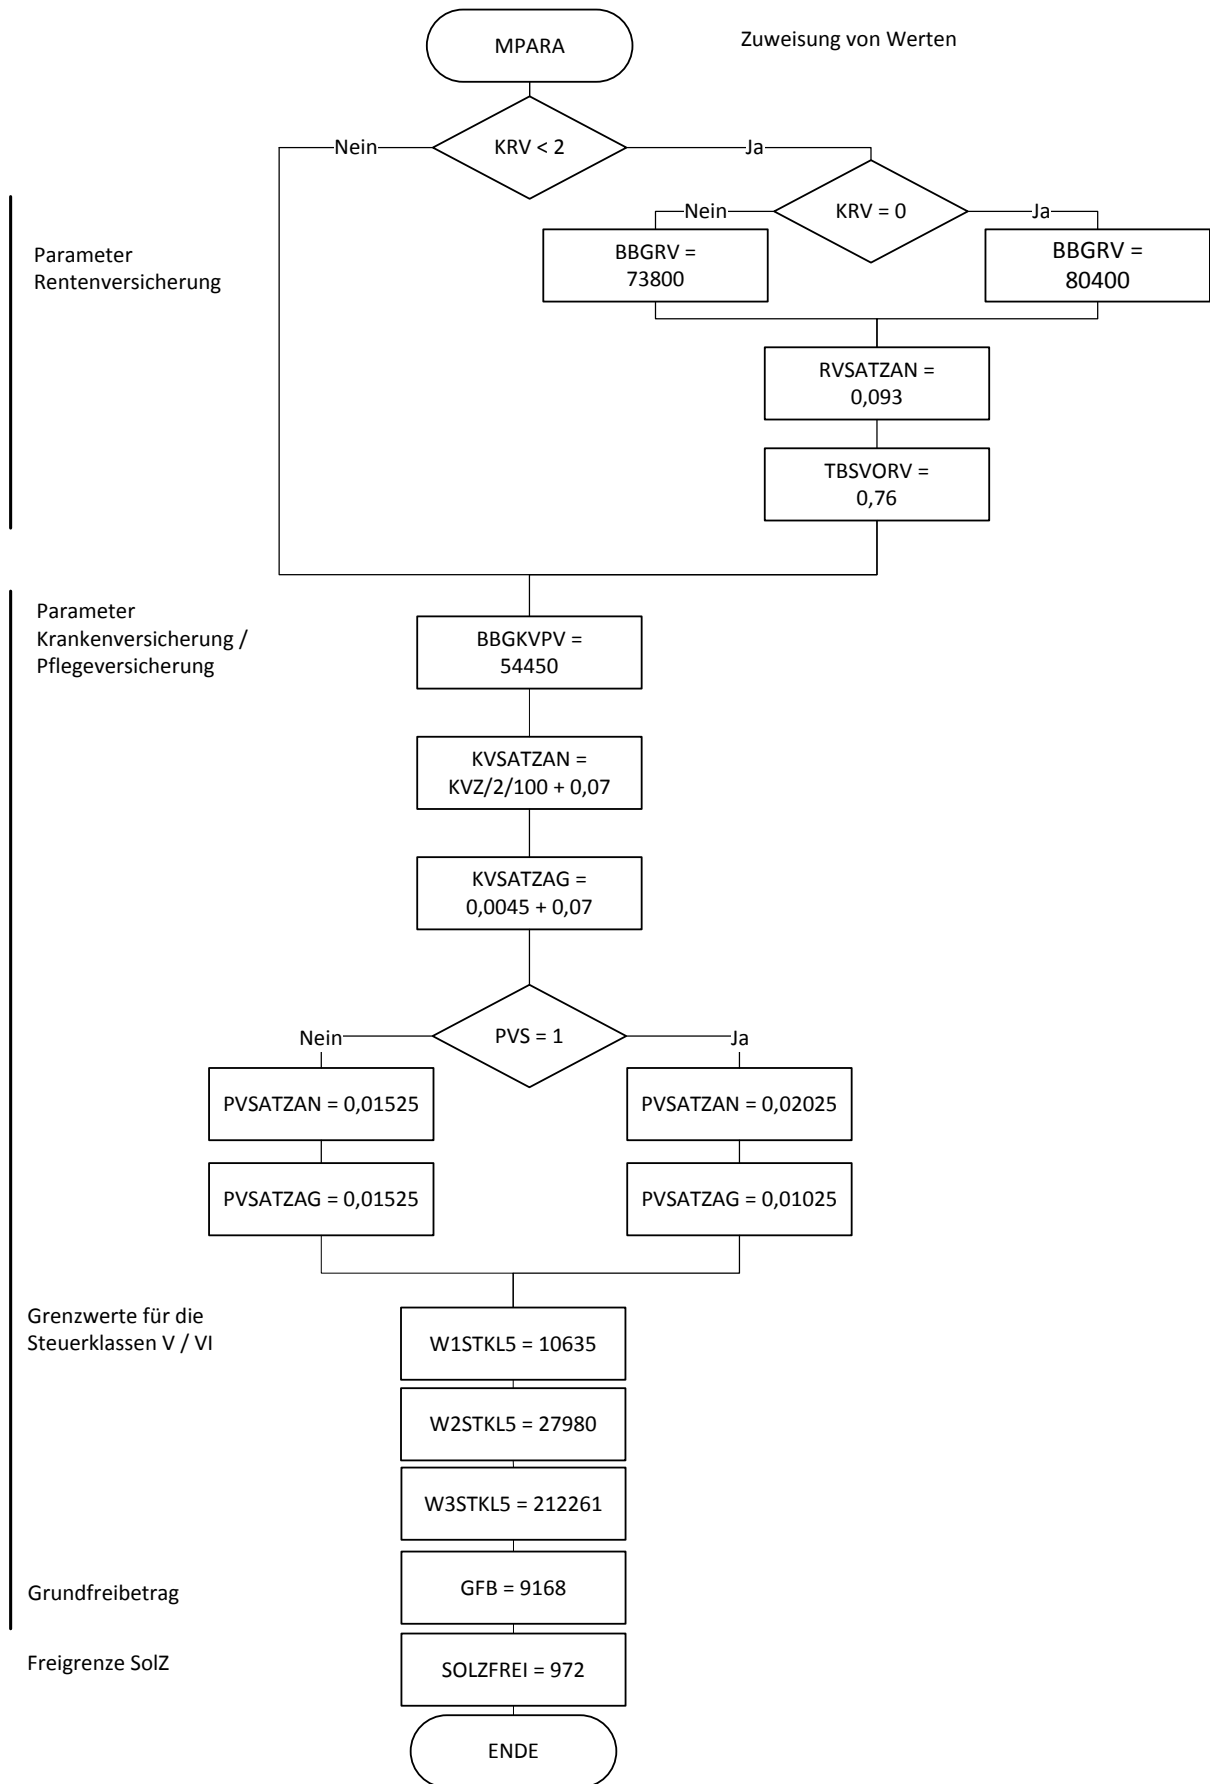 MPARA
Zuweisung von Werten
KRV < 2
Nein
Ja
KRV = 0
Nein
Ja
Parameter
Rentenversicherung
BBGRV =
73800
BBGRV =
80400
RVSATZAN =
0,093
TBSVORV =
0,76
Parameter
Krankenversicherung /
Pflegeversicherung
BBGKVPV =
54450
KVSATZAN =
KVZ/2/100 + 0,07
KVSATZAG =
0,0045 + 0,07
PVS = 1
Nein
Ja
PVSATZAN = 0,01525
PVSATZAN = 0,02025
PVSATZAG = 0,01525
PVSATZAG = 0,01025
Grenzwerte für die
Steuerklassen V / VI
W1STKL5 = 10635
W2STKL5 = 27980
W3STKL5 = 212261
Grundfreibetrag
GFB = 9168
Freigrenze SolZ
SOLZFREI = 972
ENDE